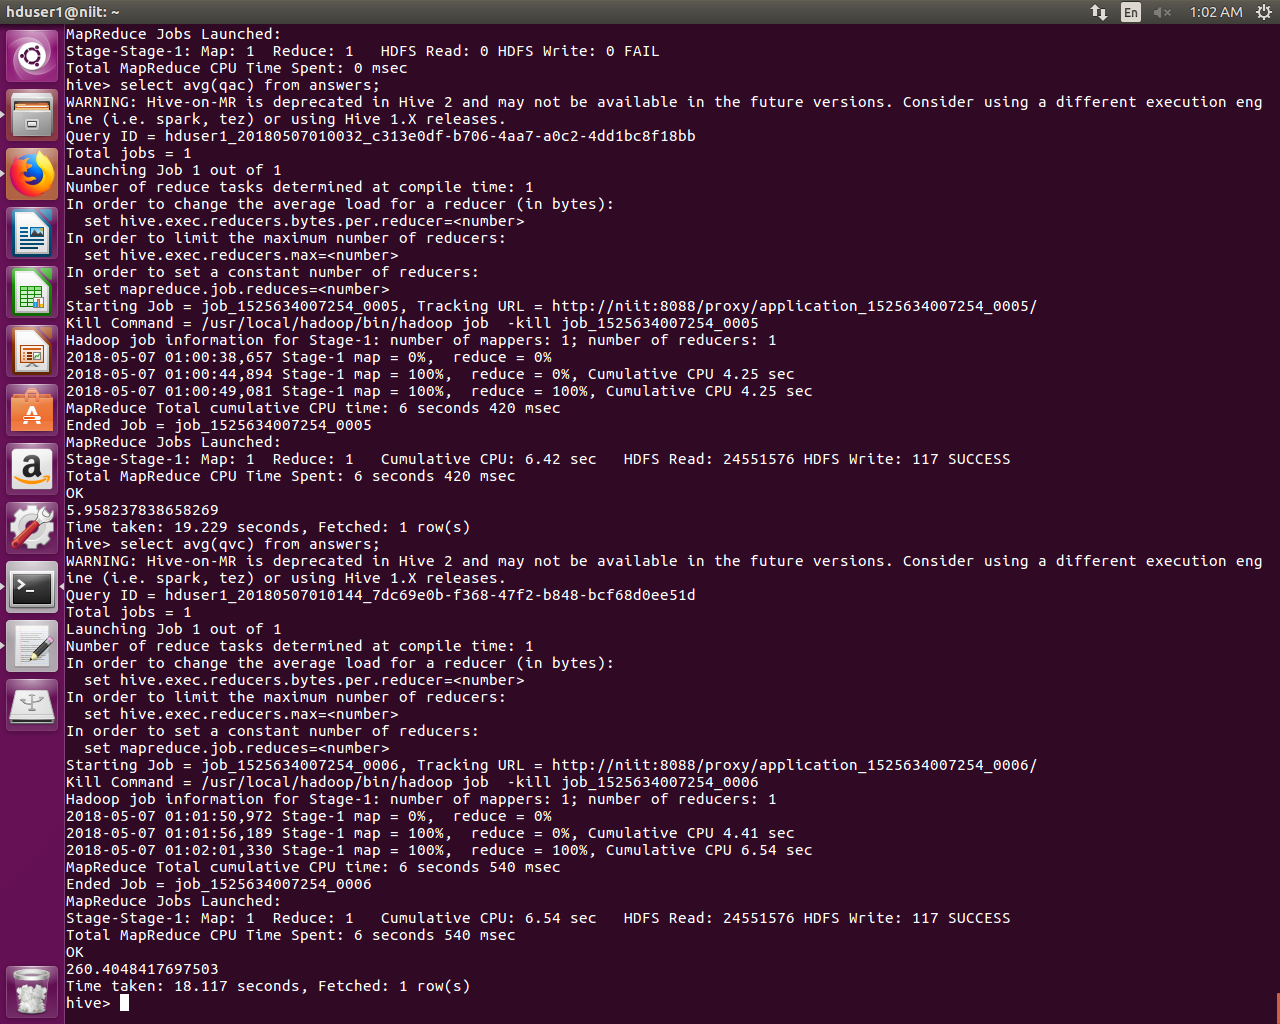 hduser1@niit: ~
En
1:02 AM
MapReduce Jobs Launched:
Stage-Stage-1: Map: 1  Reduce: 1   HDFS Read: 0 HDFS Write: 0 FAIL
Total MapReduce CPU Time Spent: 0 msec
hive> select avg(qac) from answers;
WARNING: Hive-on-MR is deprecated in Hive 2 and may not be available in the future versions. Consider using a different execution eng
ine (i.e. spark, tez) or using Hive 1.X releases.
Query ID = hduser1_20180507010032_c313e0df-b706-4aa7-a0c2-4dd1bc8f18bb
Total jobs = 1
Launching Job 1 out of 1
Number of reduce tasks determined at compile time: 1
In order to change the average load for a reducer (in bytes):
  set hive.exec.reducers.bytes.per.reducer=<number>
In order to limit the maximum number of reducers:
  set hive.exec.reducers.max=<number>
In order to set a constant number of reducers:
  set mapreduce.job.reduces=<number>
Starting Job = job_1525634007254_0005, Tracking URL = http://niit:8088/proxy/application_1525634007254_0005/
Kill Command = /usr/local/hadoop/bin/hadoop job  -kill job_1525634007254_0005
Hadoop job information for Stage-1: number of mappers: 1; number of reducers: 1
2018-05-07 01:00:38,657 Stage-1 map = 0%,  reduce = 0%
2018-05-07 01:00:44,894 Stage-1 map = 100%,  reduce = 0%, Cumulative CPU 4.25 sec
2018-05-07 01:00:49,081 Stage-1 map = 100%,  reduce = 100%, Cumulative CPU 4.25 sec
MapReduce Total cumulative CPU time: 6 seconds 420 msec
Ended Job = job_1525634007254_0005
MapReduce Jobs Launched:
Stage-Stage-1: Map: 1  Reduce: 1   Cumulative CPU: 6.42 sec   HDFS Read: 24551576 HDFS Write: 117 SUCCESS
Total MapReduce CPU Time Spent: 6 seconds 420 msec
OK
5.958237838658269
Time taken: 19.229 seconds, Fetched: 1 row(s)
hive> select avg(qvc) from answers;
WARNING: Hive-on-MR is deprecated in Hive 2 and may not be available in the future versions. Consider using a different execution eng
ine (i.e. spark, tez) or using Hive 1.X releases.
Query ID = hduser1_20180507010144_7dc69e0b-f368-47f2-b848-bcf68d0ee51d
Total jobs = 1
Launching Job 1 out of 1
Number of reduce tasks determined at compile time: 1
In order to change the average load for a reducer (in bytes):
  set hive.exec.reducers.bytes.per.reducer=<number>
In order to limit the maximum number of reducers:
  set hive.exec.reducers.max=<number>
In order to set a constant number of reducers:
  set mapreduce.job.reduces=<number>
Starting Job = job_1525634007254_0006, Tracking URL = http://niit:8088/proxy/application_1525634007254_0006/
Kill Command = /usr/local/hadoop/bin/hadoop job  -kill job_1525634007254_0006
Hadoop job information for Stage-1: number of mappers: 1; number of reducers: 1
2018-05-07 01:01:50,972 Stage-1 map = 0%,  reduce = 0%
2018-05-07 01:01:56,189 Stage-1 map = 100%,  reduce = 0%, Cumulative CPU 4.41 sec
2018-05-07 01:02:01,330 Stage-1 map = 100%,  reduce = 100%, Cumulative CPU 6.54 sec
MapReduce Total cumulative CPU time: 6 seconds 540 msec
Ended Job = job_1525634007254_0006
MapReduce Jobs Launched:
Stage-Stage-1: Map: 1  Reduce: 1   Cumulative CPU: 6.54 sec   HDFS Read: 24551576 HDFS Write: 117 SUCCESS
Total MapReduce CPU Time Spent: 6 seconds 540 msec
OK
260.4048417697503
Time taken: 18.117 seconds, Fetched: 1 row(s)
hive>